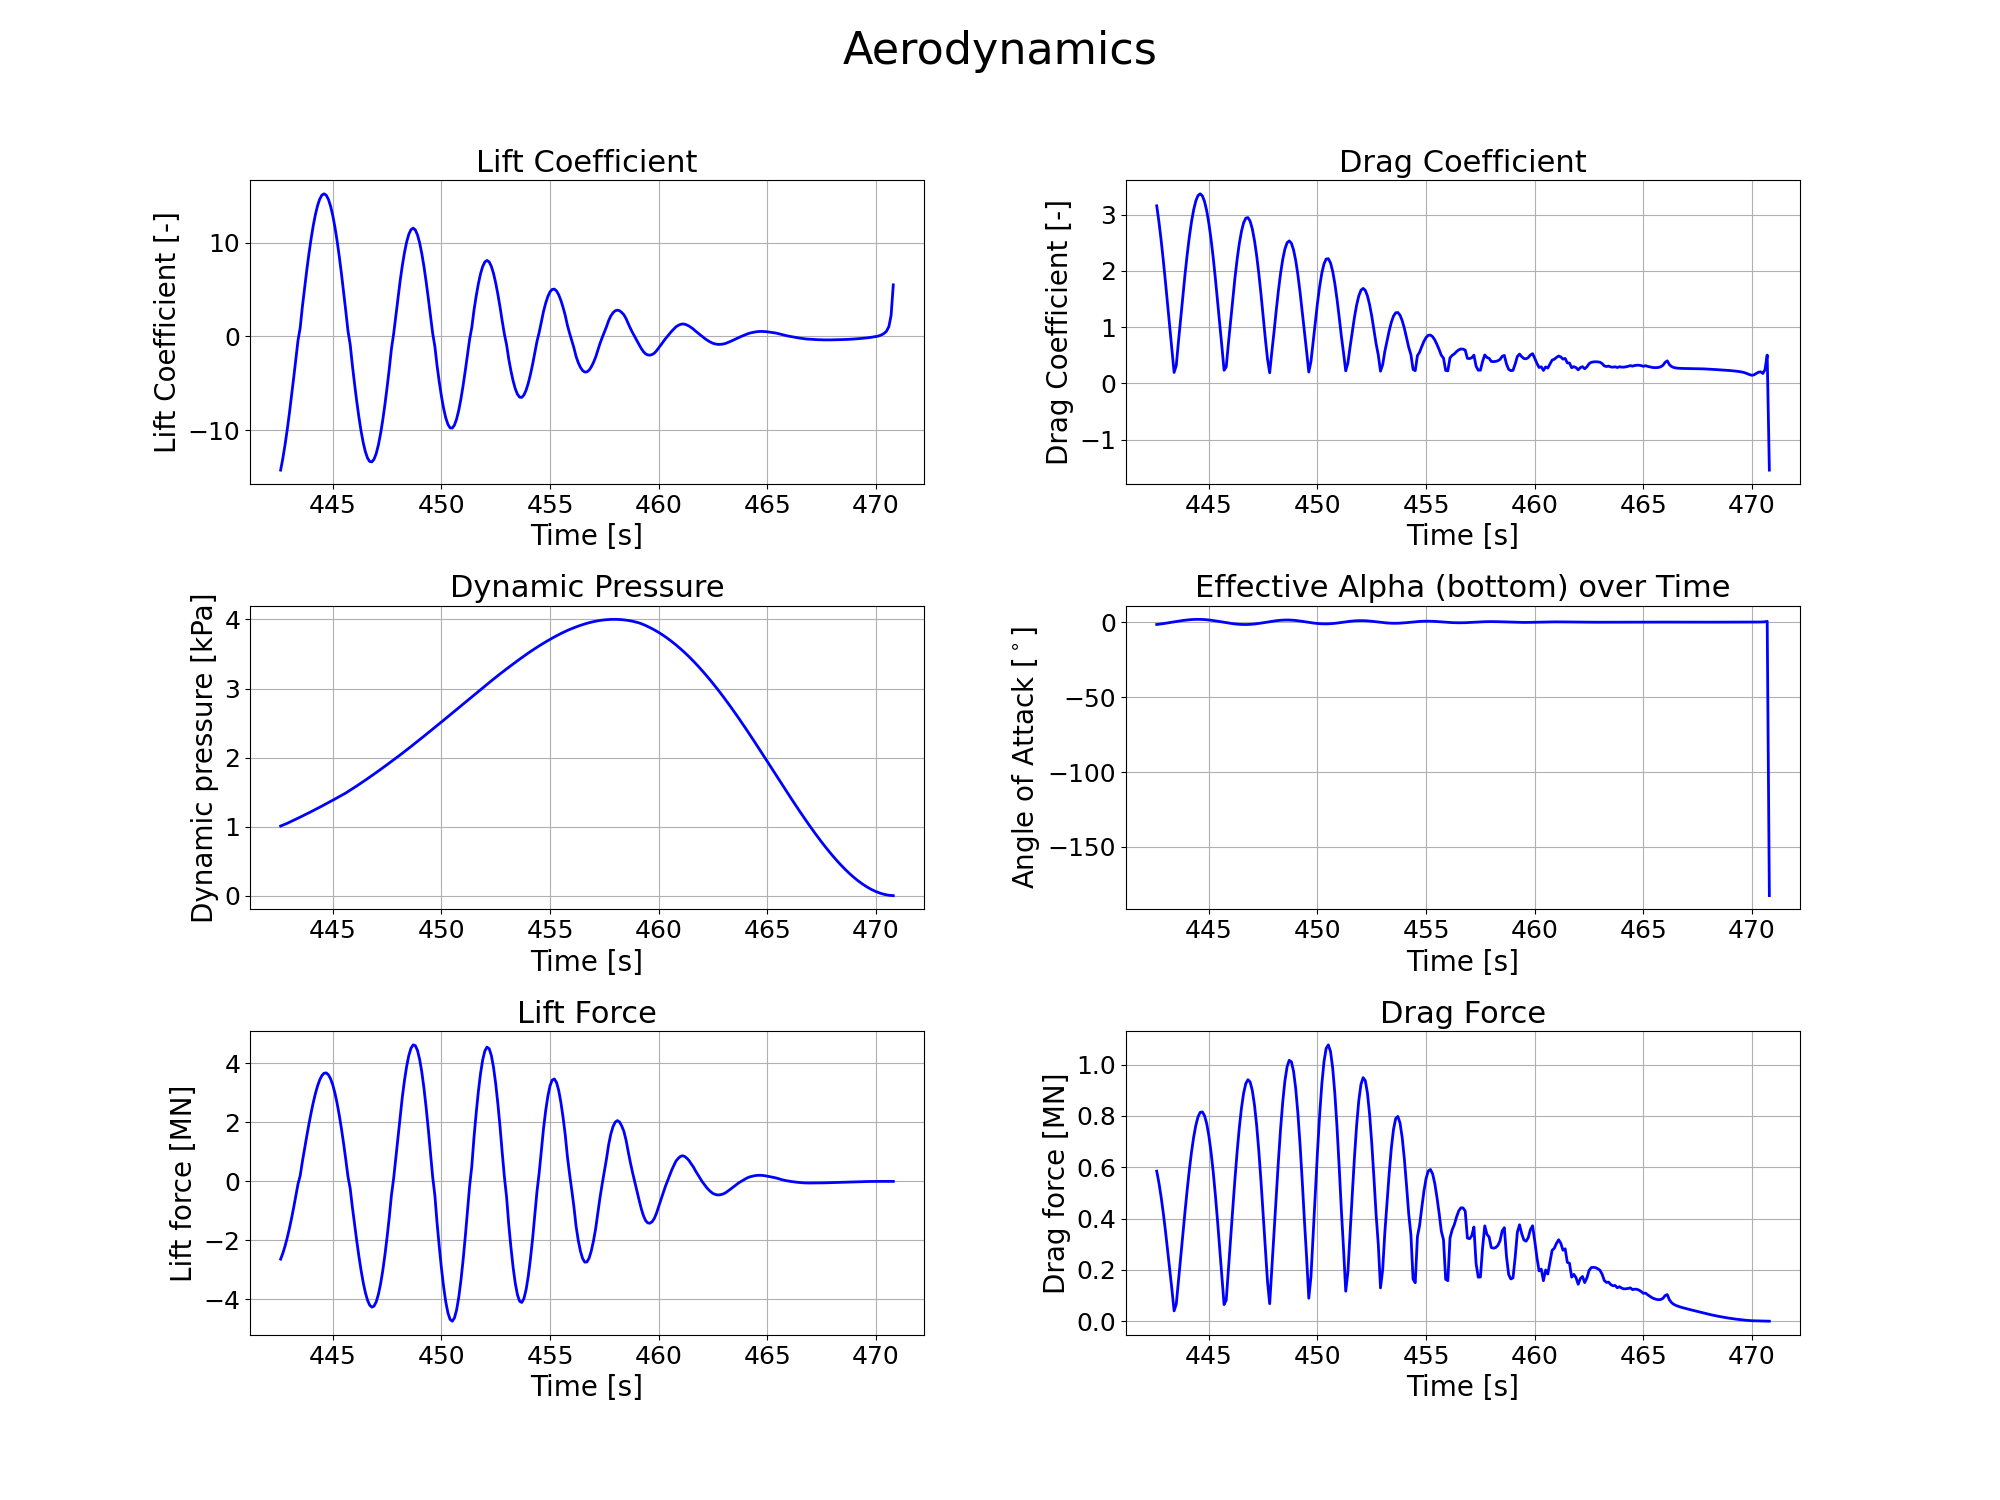 Aerodynamics
Lift Coefficient
Lift Coefficient [-]
10
0
−10
445 450 455 460 465 470
Time [s]
Drag Coefficient
Drag Coefficient [-]
3
2
1
0
−1
445 450 455 460 465 470
Time [s]
Dynamic Pressure
Dynamic pressure [kPa]
4
3
2
1
0
445 450 455 460 465 470
Time [s]
Effective Alpha (bottom) over Time
Angle of Attack [°]
0
−50
−100
−150
445 450 455 460 465 470
Time [s]
Lift Force
Lift force [MN]
4
2
0
−2
−4
445 450 455 460 465 470
Time [s]
Drag Force
Drag force [MN]
1.0
0.8
0.6
0.4
0.2
0.0
445 450 455 460 465 470
Time [s]